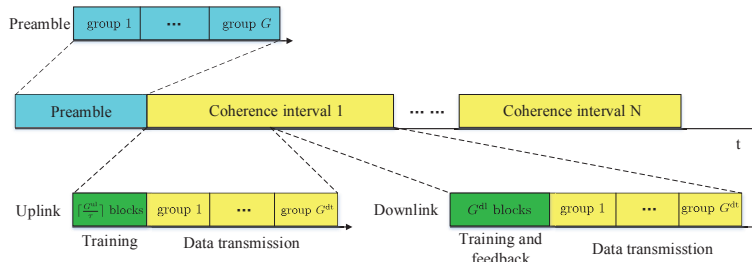 Preamble group 1 ... group G
Preamble Coherence interval 1 ... ... Coherence interval N
t
Uplink ⌈G^ul/τ⌉ blocks group 1 ... group G^dt
Training Data transmission
Downlink G^dl blocks group 1 ... group G^dt
Training and feedback Data transmisstion